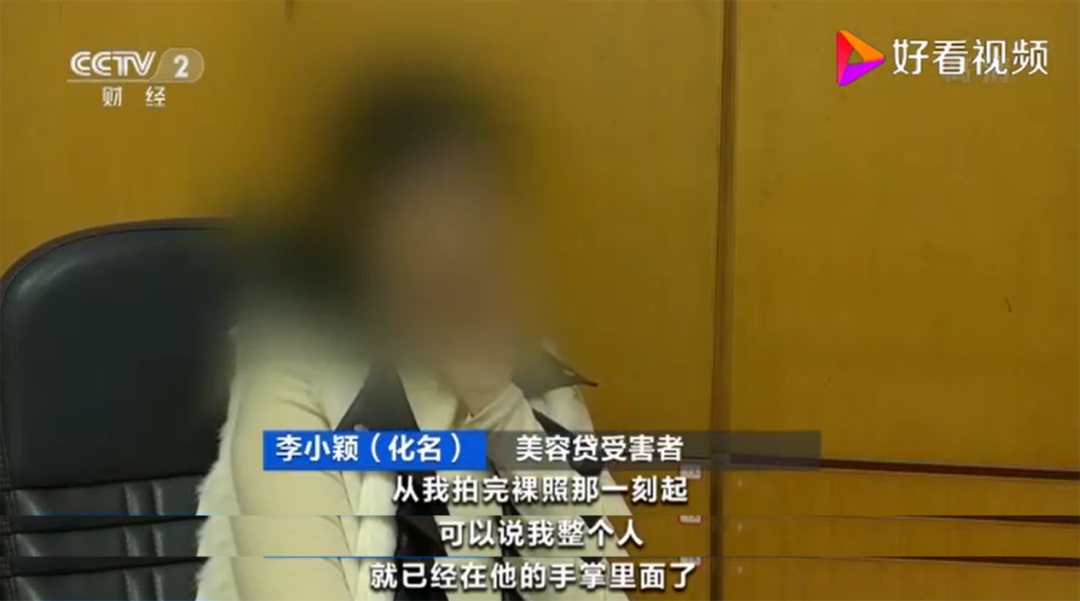 CCTV 2
财 经
好看视频
李小颖（化名） 美容贷受害者
从我拍完裸照那一刻起
可以说我整个人
就已经在他的手掌里面了